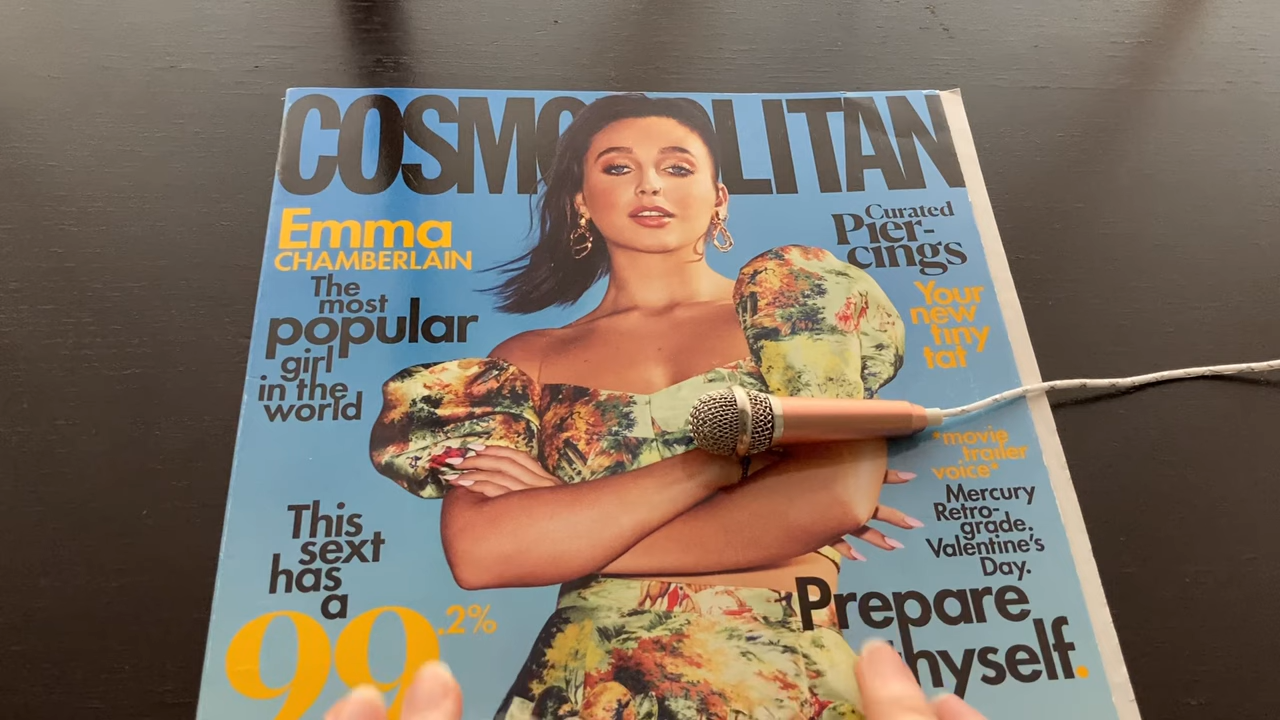 COSMOPOLITAN
Emma
CHAMBERLAIN
The
most
popular
girl
in the
world
This
sext
has
a
99.2%
Curated
Pier-
cings
Your
new
tiny
tat
*movie
trailer
voice*
Mercury
Retro-
grade.
Valentine's
Day.
Prepare
thyself.